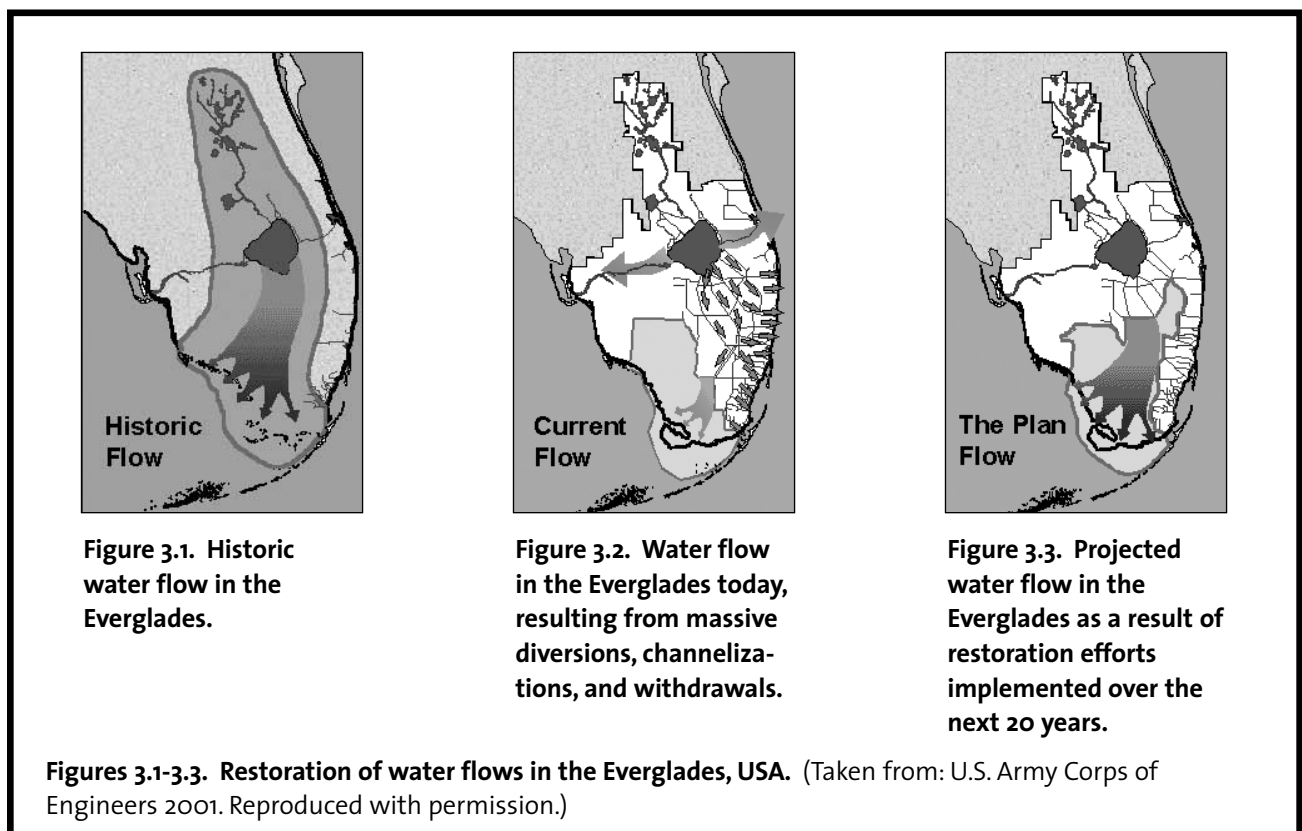 Historic
Flow
Current
Flow
The Plan
Flow
Figure 3.1. Historic
water flow in the
Everglades.
Figure 3.2. Water flow
in the Everglades today,
resulting from massive
diversions, channeliza-
tions, and withdrawals.
Figure 3.3. Projected
water flow in the
Everglades as a result of
restoration efforts
implemented over the
next 20 years.
Figures 3.1-3.3. Restoration of water flows in the Everglades, USA. (Taken from: U.S. Army Corps of
Engineers 2001. Reproduced with permission.)